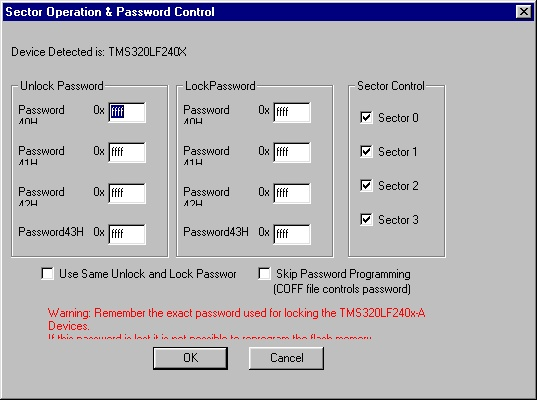 Sector Operation & Password Control
Device Detected is: TMS320LF240X
Unlock Password
LockPassword
Sector Control
Password 40H 0x ffff
Password 40H 0x ffff
Sector 0
Password 41H 0x ffff
Password 41H 0x ffff
Sector 1
Password 42H 0x ffff
Password 42H 0x ffff
Sector 2
Password43H 0x ffff
Password43H 0x ffff
Sector 3
Use Same Unlock and Lock Passwor
Skip Password Programming
(COFF file controls password)
Warning: Remember the exact password used for locking the TMS320LF240x-A
Devices.
If this password is lost it is not possible to reprogram the flash memory
OK
Cancel